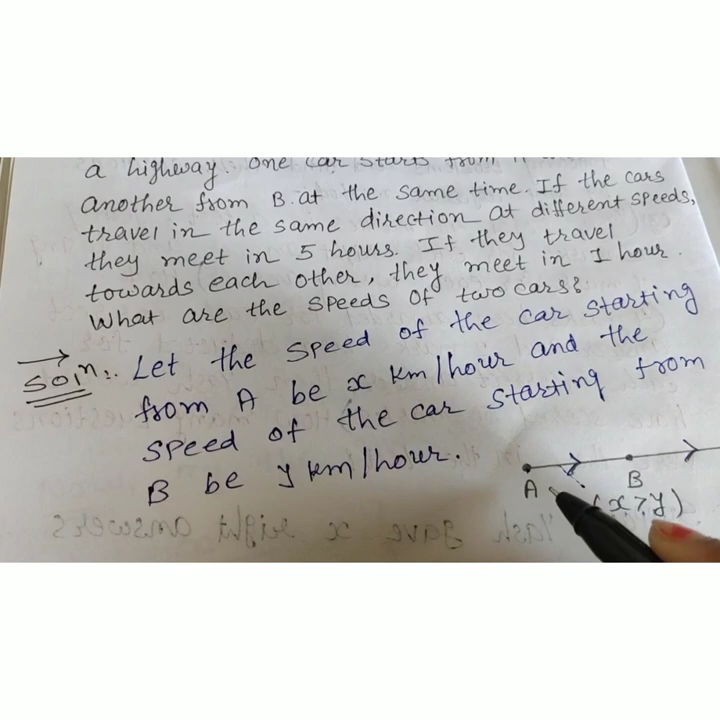 a highway. One car starts from A
another from B at the same time. If the cars
travel in the same direction at different speeds,
they meet in 5 hours. If they travel
towards each other, they meet in 1 hour.
What are the speeds of two cars?
Soln:. Let the speed of the car starting
from A be x km/hour and the
speed of the car starting from
B be y km/hour.
A B
(x>y)